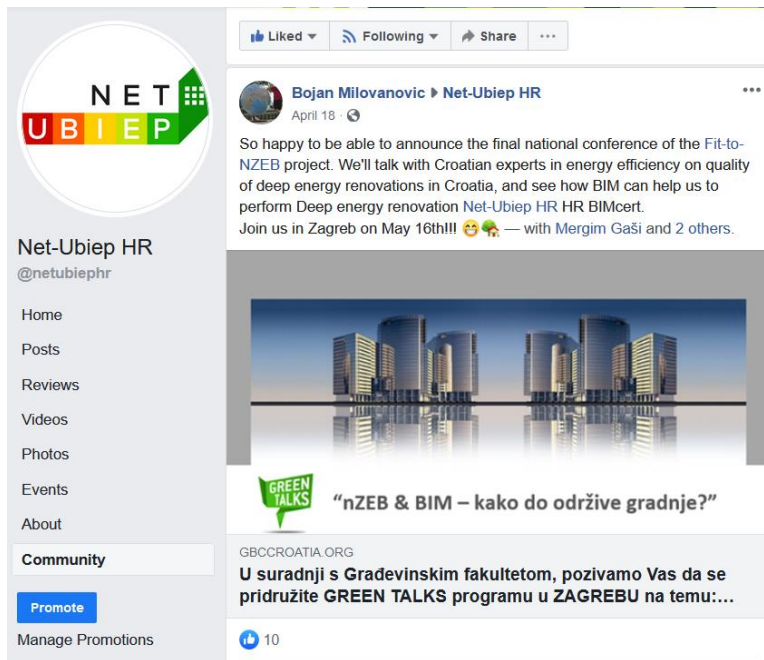 NET
UBIEP
Net-Ubiep HR
@netubiephr
Home
Posts
Reviews
Videos
Photos
Events
About
Community
Promote
Manage Promotions
Liked
Following
Share
Bojan Milovanovic Net-Ubiep HR
April 18 ·
So happy to be able to announce the final national conference of the Fit-to-
NZEB project. We'll talk with Croatian experts in energy efficiency on quality
of deep energy renovations in Croatia, and see how BIM can help us to
perform Deep energy renovation Net-Ubiep HR HR BIMcert.
Join us in Zagreb on May 16th!!! 😁🏡 — with Mergim Gaši and 2 others.
GREEN
TALKS
“nZEB & BIM – kako do održive gradnje?”
GBCCROATIA.ORG
U suradnji s Građevinskim fakultetom, pozivamo Vas da se
pridružite GREEN TALKS programu u ZAGREBU na temu:...
10